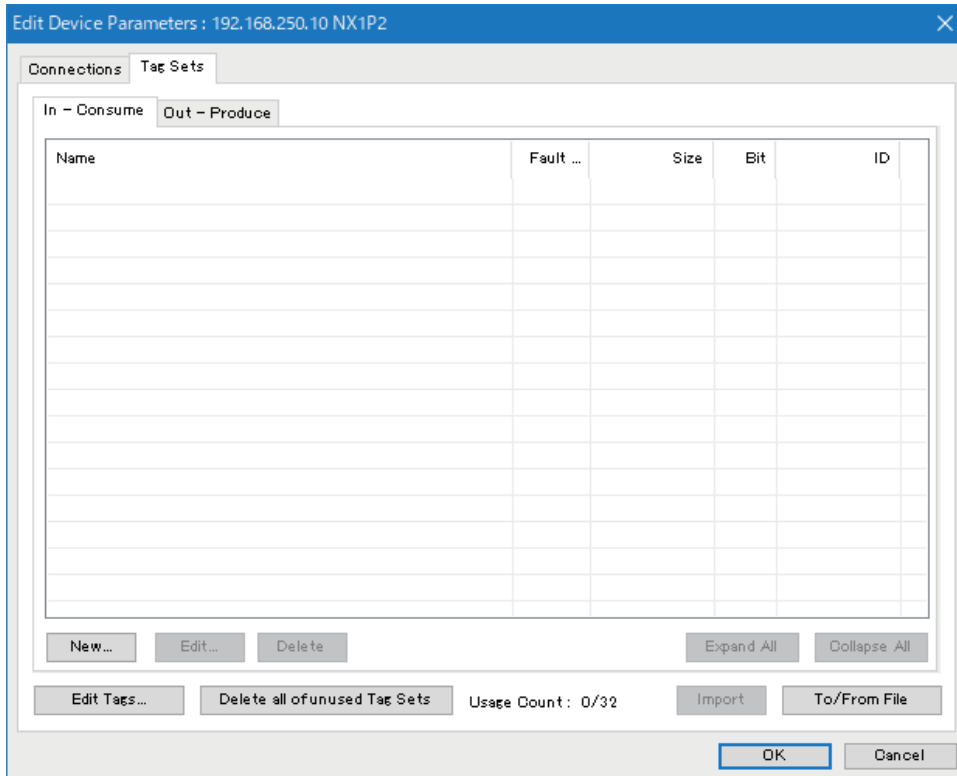 Edit Device Parameters : 192.168.250.10 NX1P2
Connections Tag Sets
In - Consume Out - Produce
Name Fault ... Size Bit ID
New... Edit... Delete Expand All Collapse All
Edit Tags... Delete all of unused Tag Sets Usage Count : 0/32 Import To/From File
OK Cancel